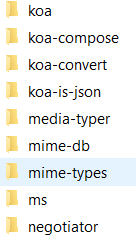 koa
koa-compose
koa-convert
koa-is-json
media-typer
mime-db
mime-types
ms
negotiator